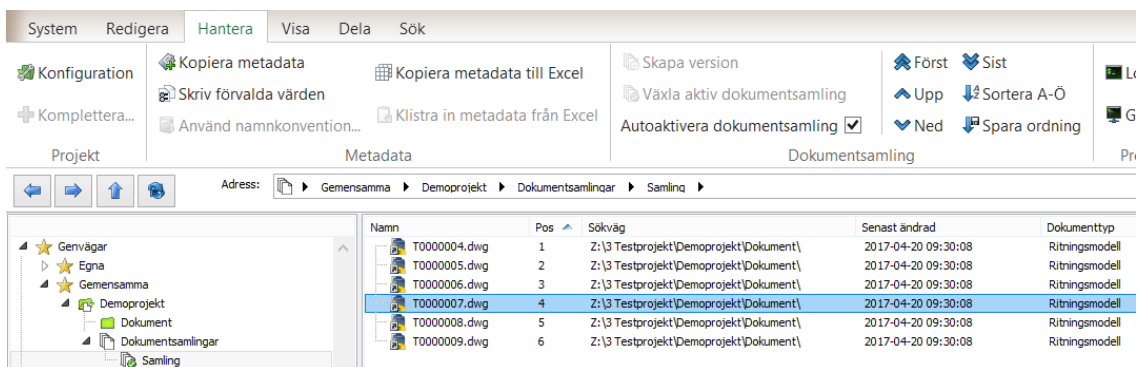 System Redigera Hantera Visa Dela Sök
Konfiguration Kopiera metadata Kopiera metadata till Excel Skapa version Först Sist
Skriv förvalda värden Växla aktiv dokumentsamling Upp Sortera A-Ö
Komplettera... Använd namnkonvention... Klistra in metadata från Excel Autoaktivera dokumentsamling Ned Spara ordning
Projekt Metadata Dokumentsamling
Adress: Gemensamma Demoprojekt Dokumentsamlingar Samling
Namn Pos Sökväg Senast ändrad Dokumenttyp
Genvägar T0000004.dwg 1 Z:\3 Testprojekt\Demoprojekt\Dokument\ 2017-04-20 09:30:08 Ritningsmodell
Egna T0000005.dwg 2 Z:\3 Testprojekt\Demoprojekt\Dokument\ 2017-04-20 09:30:08 Ritningsmodell
Gemensamma T0000006.dwg 3 Z:\3 Testprojekt\Demoprojekt\Dokument\ 2017-04-20 09:30:08 Ritningsmodell
Demoprojekt T0000007.dwg 4 Z:\3 Testprojekt\Demoprojekt\Dokument\ 2017-04-20 09:30:08 Ritningsmodell
Dokument T0000008.dwg 5 Z:\3 Testprojekt\Demoprojekt\Dokument\ 2017-04-20 09:30:08 Ritningsmodell
Dokumentsamlingar T0000009.dwg 6 Z:\3 Testprojekt\Demoprojekt\Dokument\ 2017-04-20 09:30:08 Ritningsmodell
Samling